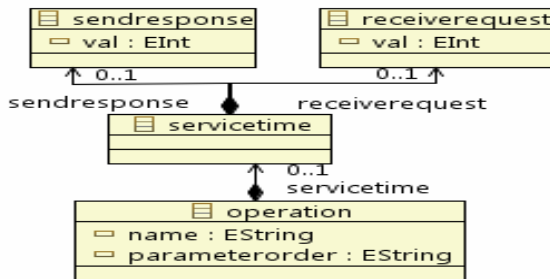 sendresponse receiverequest
val : EInt val : EInt
0..1 0..1
sendresponse receiverequest
servicetime
0..1
servicetime
operation
name : EString
parameterorder : EString